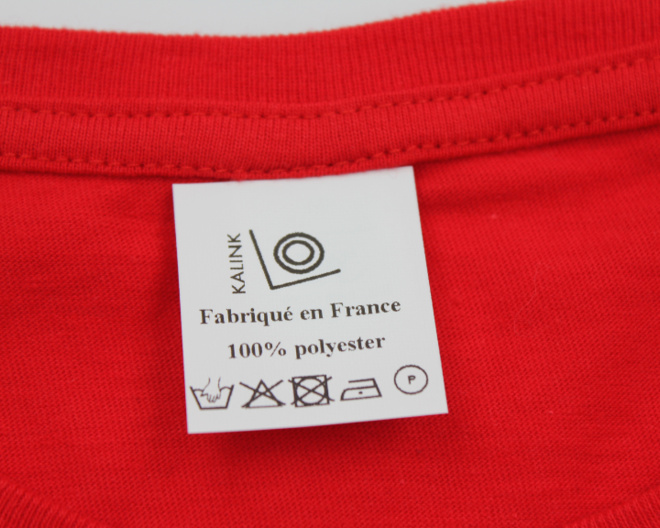 KALINK
Fabriqué en France
100% polyester
P